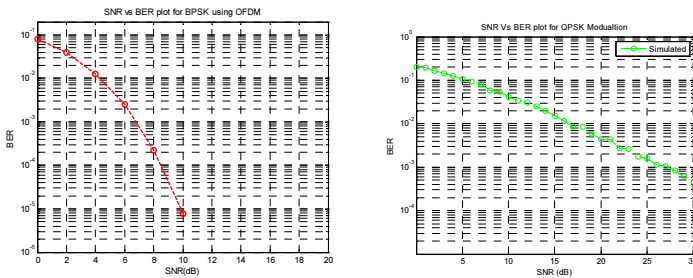 SNR vs BER plot for BPSK using OFDM
10^-1
10^-2
10^-3
10^-4
10^-5
10^-6
BER
0 2 4 6 8 10 12 14 16 18 20
SNR(dB)
SNR Vs BER plot for QPSK Modualtion
Simulated
10^0
10^-1
10^-2
10^-3
10^-4
BER
5 10 15 20 25 30
SNR (dB)